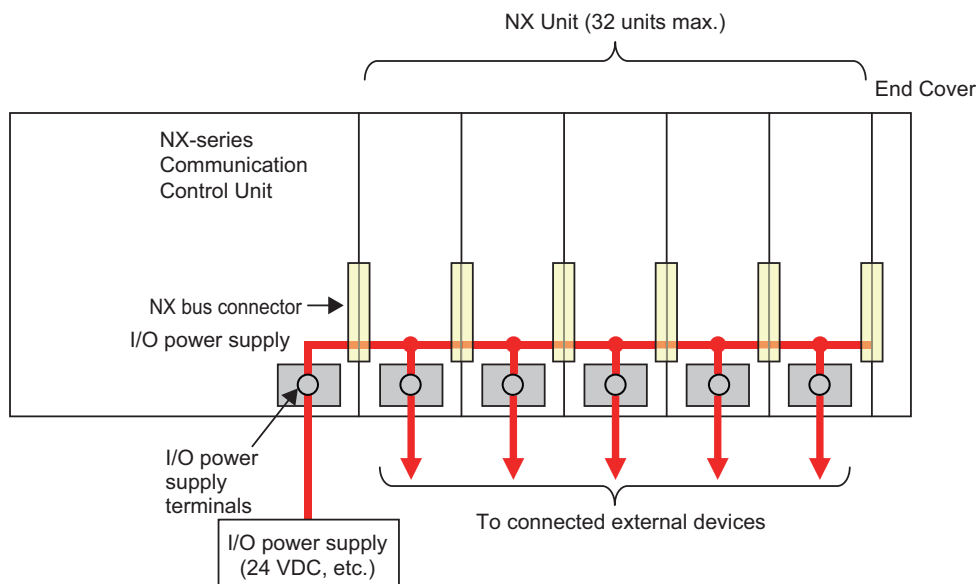 NX Unit (32 units max.)
End Cover
NX-series
Communication
Control Unit
NX bus connector
I/O power supply
I/O power
supply
terminals
To connected external devices
I/O power supply
(24 VDC, etc.)